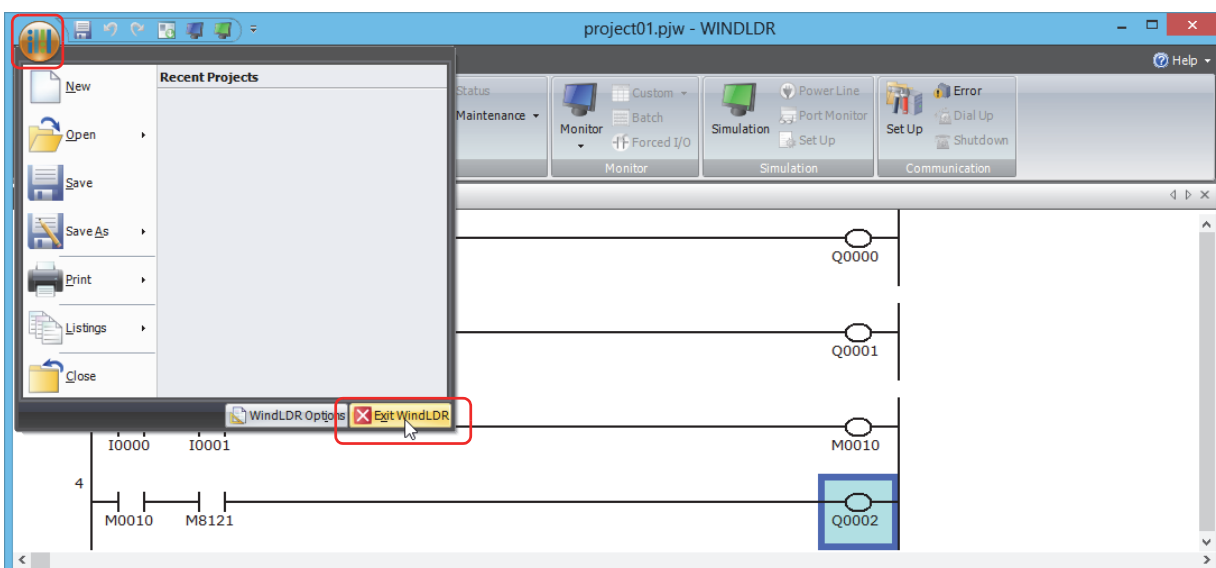 project01.pjw - WINDLDR
Help
New
Open
Save
Save As
Print
Listings
Close
Recent Projects
WindLDR Options
Exit WindLDR
Status
Maintenance
Monitor
Custom
Batch
Forced I/O
Monitor
Simulation
Power Line
Port Monitor
Set Up
Simulation
Set Up
Error
Dial Up
Shutdown
Communication
Q0000
Q0001
I0000 I0001 M0010
4
M0010 M8121 Q0002